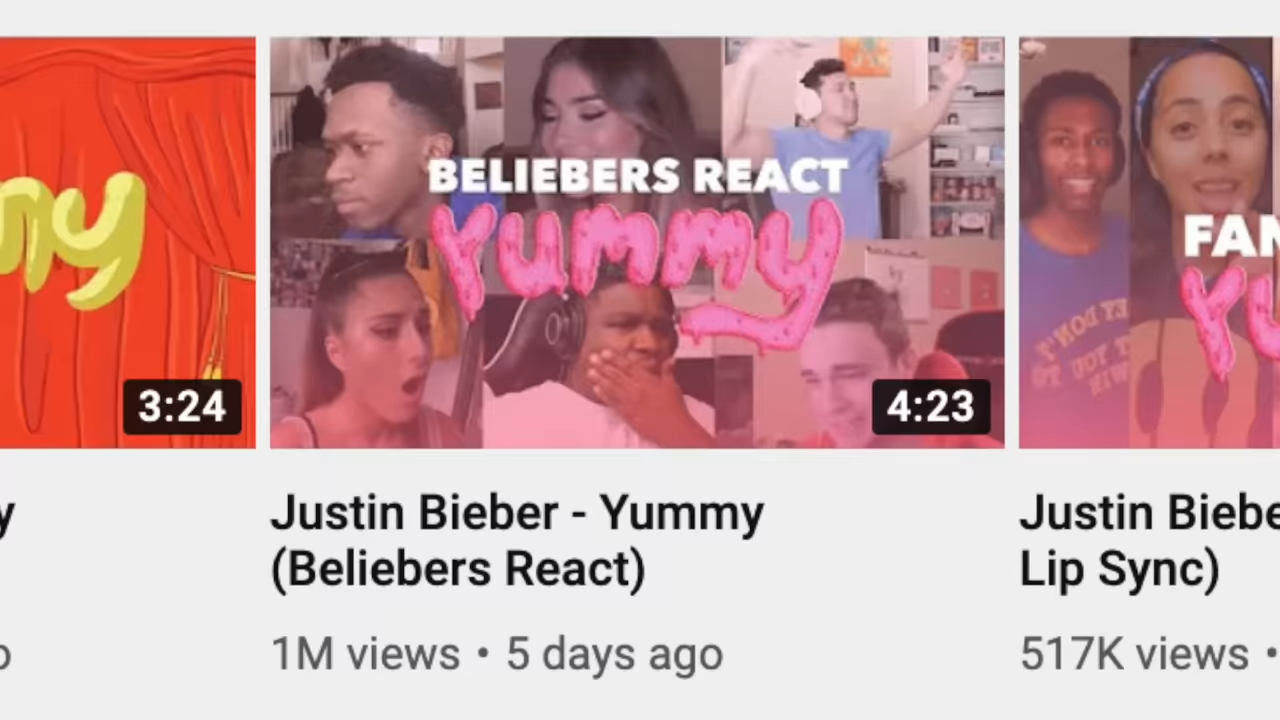 3:24
BELIEBERS REACT
Yummy
4:23
Justin Bieber - Yummy
(Beliebers React)
1M views • 5 days ago
FAN
Yu
Justin Biebe
Lip Sync)
517K views •